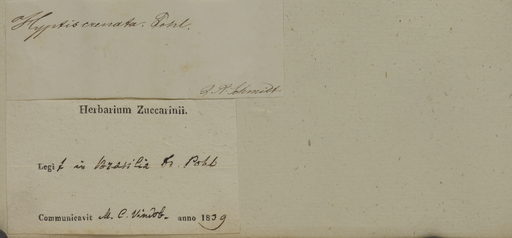 Hyptis crenata. Pohl.
J. A. Schmidt
Herbarium Zuccarinii.
Legit in Brasilia Dr. Pohl
Communicavit M. C. Vindob. anno 1839